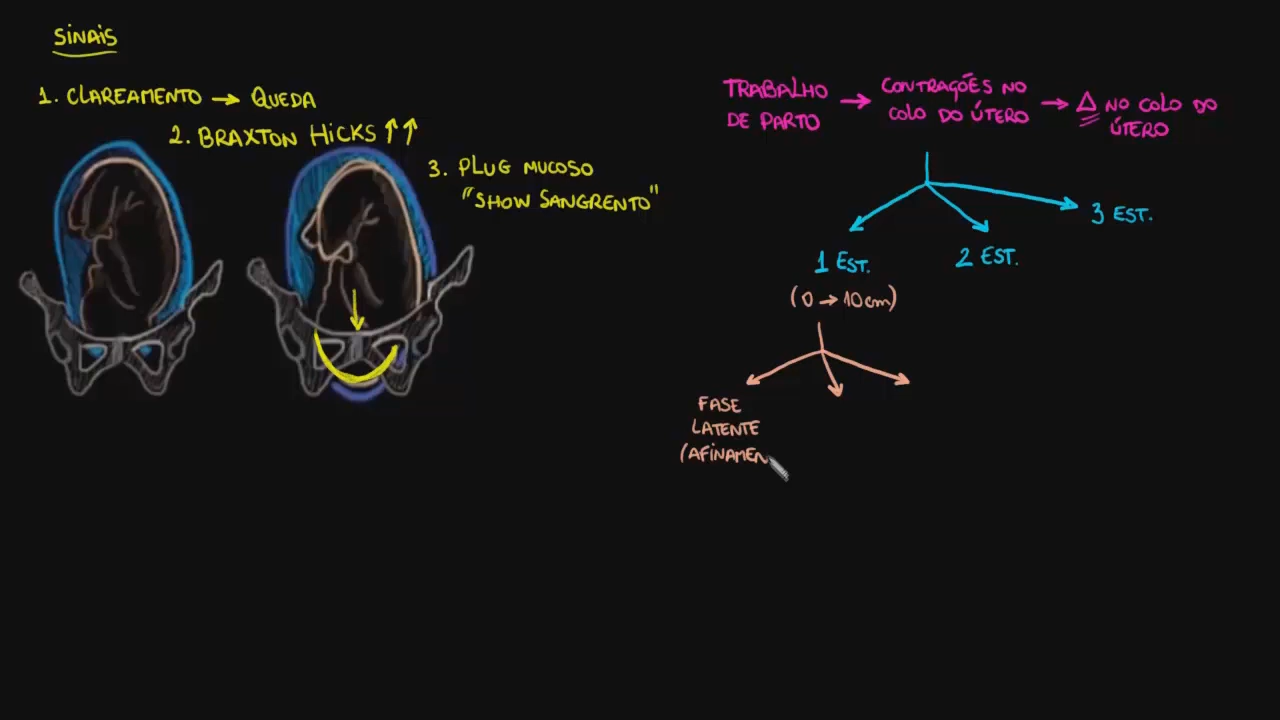 SINAIS
1. CLAREAMENTO → QUEDA
2. BRAXTON HICKS ↑↑
3. PLUG MUCOSO
"SHOW SANGRENTO"
TRABALHO
DE PARTO
→ CONTRAÇÕES NO
COLO DO ÚTERO
→ Δ NO COLO DO
ÚTERO
1 EST.
2 EST.
3 EST.
(0 → 10cm)
FASE
LATENTE
(AFINAMEN